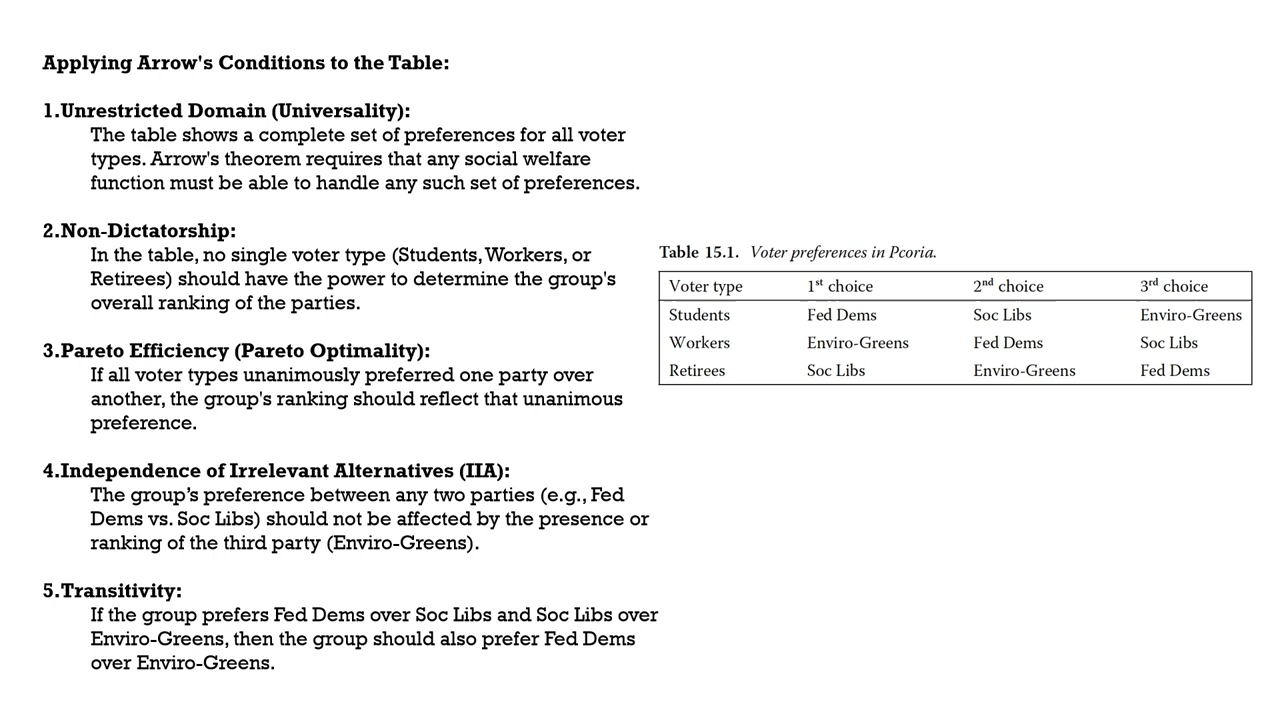 Applying Arrow's Conditions to the Table:
1.Unrestricted Domain (Universality):
The table shows a complete set of preferences for all voter
types. Arrow's theorem requires that any social welfare
function must be able to handle any such set of preferences.
2.Non-Dictatorship:
In the table, no single voter type (Students, Workers, or
Retirees) should have the power to determine the group's
overall ranking of the parties.
3.Pareto Efficiency (Pareto Optimality):
If all voter types unanimously preferred one party over
another, the group's ranking should reflect that unanimous
preference.
4.Independence of Irrelevant Alternatives (IIA):
The group’s preference between any two parties (e.g., Fed
Dems vs. Soc Libs) should not be affected by the presence or
ranking of the third party (Enviro-Greens).
5.Transitivity:
If the group prefers Fed Dems over Soc Libs and Soc Libs over
Enviro-Greens, then the group should also prefer Fed Dems
over Enviro-Greens.
Table 15.1. Voter preferences in Pcoria.
Voter type 1st choice 2nd choice 3rd choice
Students Fed Dems Soc Libs Enviro-Greens
Workers Enviro-Greens Fed Dems Soc Libs
Retirees Soc Libs Enviro-Greens Fed Dems